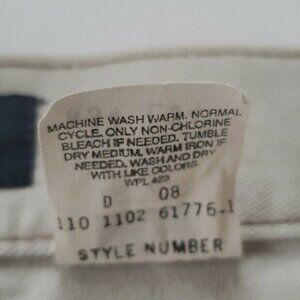 MACHINE WASH WARM. NORMAL
CYCLE. ONLY NON-CHLORINE
BLEACH IF NEEDED. TUMBLE
DRY MEDIUM. WARM IRON IF
NEEDED. WASH AND DRY
WITH LIKE COLORS.
WPL 423
D 08
110 1102 61776-1
STYLE NUMBER